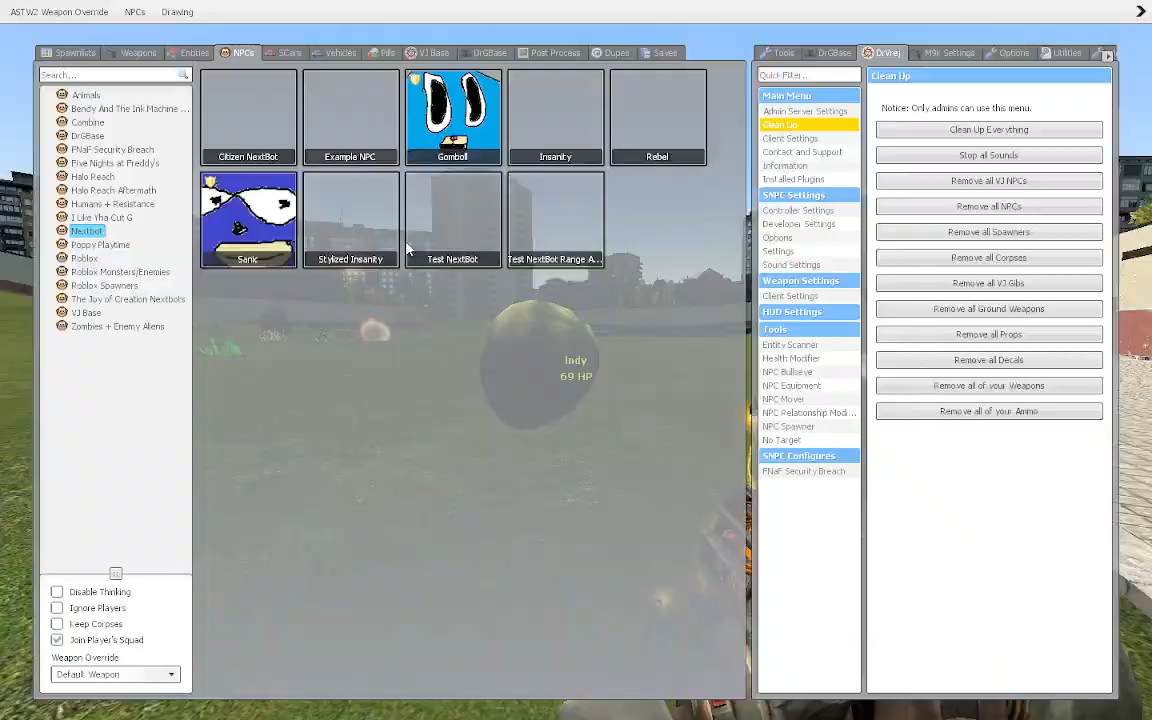 ASTW2 Weapon Override NPCs Drawing
Spawnlists Weapons Entities NPCs SCars Vehicles Pills VJ Base DrGBase Post Process Dupes Saves
Search...
Animals
Bendy And The Ink Machine ...
Combine
DrGBase
FNaF Security Breach
Five Nights at Freddy's
Halo Reach
Halo Reach Aftermath
Humans + Resistance
I Like Yha Cut G
Nextbot
Poppy Playtime
Roblox
Roblox Monsters/Enemies
Roblox Spawners
The Joy of Creation Nextbots
VJ Base
Zombies + Enemy Aliens
Disable Thinking
Ignore Players
Keep Corpses
Join Player's Squad
Weapon Override
Default Weapon
Citizen NextBot
Example NPC
Gomboll
Insanity
Rebel
Sanic
Stylized Insanity
Test NextBot
Test NextBot Range A...
Indy
69 HP
Tools DrGBase DrVrej M9k Settings Options Utilities
Quick Filter...
Main Menu
Admin Server Settings
Clean Up
Client Settings
Contact and Support
Information
Installed Plugins
SNPC Settings
Controller Settings
Developer Settings
Options
Settings
Sound Settings
Weapon Settings
Client Settings
HUD Settings
Tools
Entity Scanner
Health Modifier
NPC Bullseye
NPC Equipment
NPC Mover
NPC Relationship Modi...
NPC Spawner
No Target
SNPC Configures
FNaF Security Breach
Clean Up
Notice: Only admins can use this menu.
Clean Up Everything
Stop all Sounds
Remove all VJ NPCs
Remove all NPCs
Remove all Spawners
Remove all Corpses
Remove all VJ Gibs
Remove all Ground Weapons
Remove all Props
Remove all Decals
Remove all of your Weapons
Remove all of your Ammo